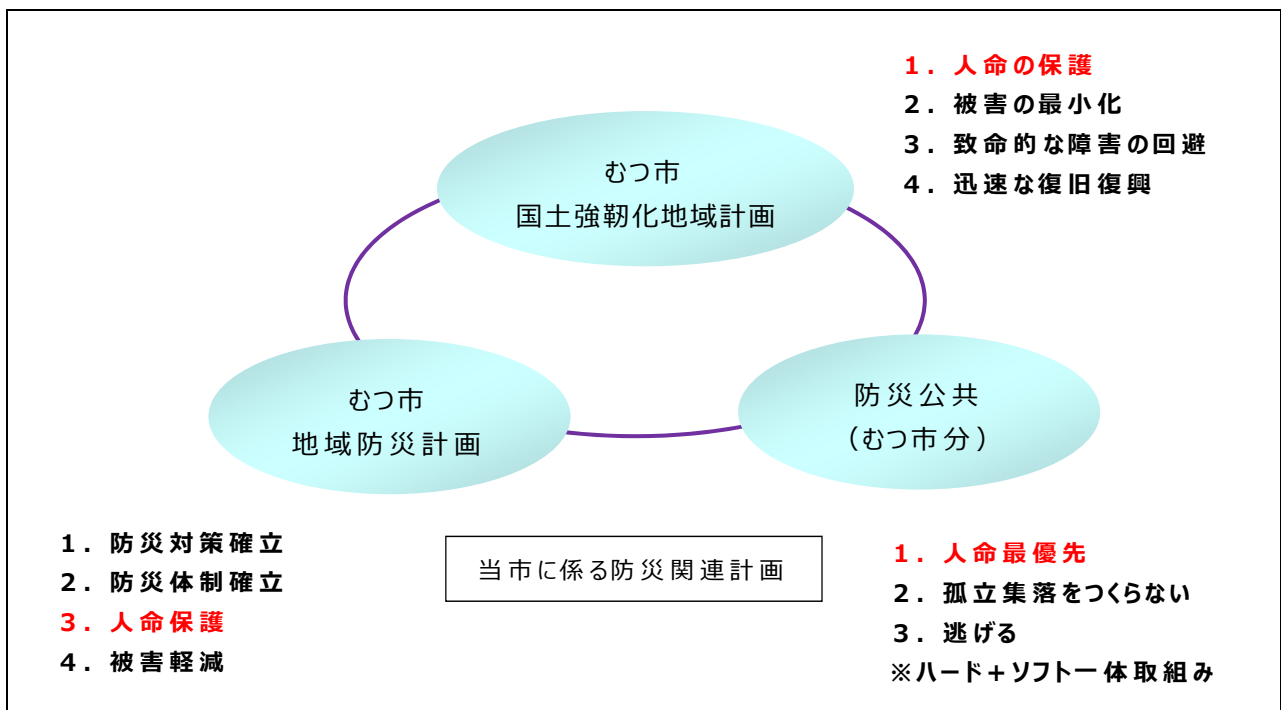 1. 人命の保護
2. 被害の最小化
3. 致命的な障害の回避
4. 迅速な復旧復興
むつ市
国土強靭化地域計画
むつ市
地域防災計画
防災公共
(むつ市分)
1. 防災対策確立
2. 防災体制確立
3. 人命保護
4. 被害軽減
当市に係る防災関連計画
1. 人命最優先
2. 孤立集落をつくらない
3. 逃げる
※ハード+ソフト一体取組み